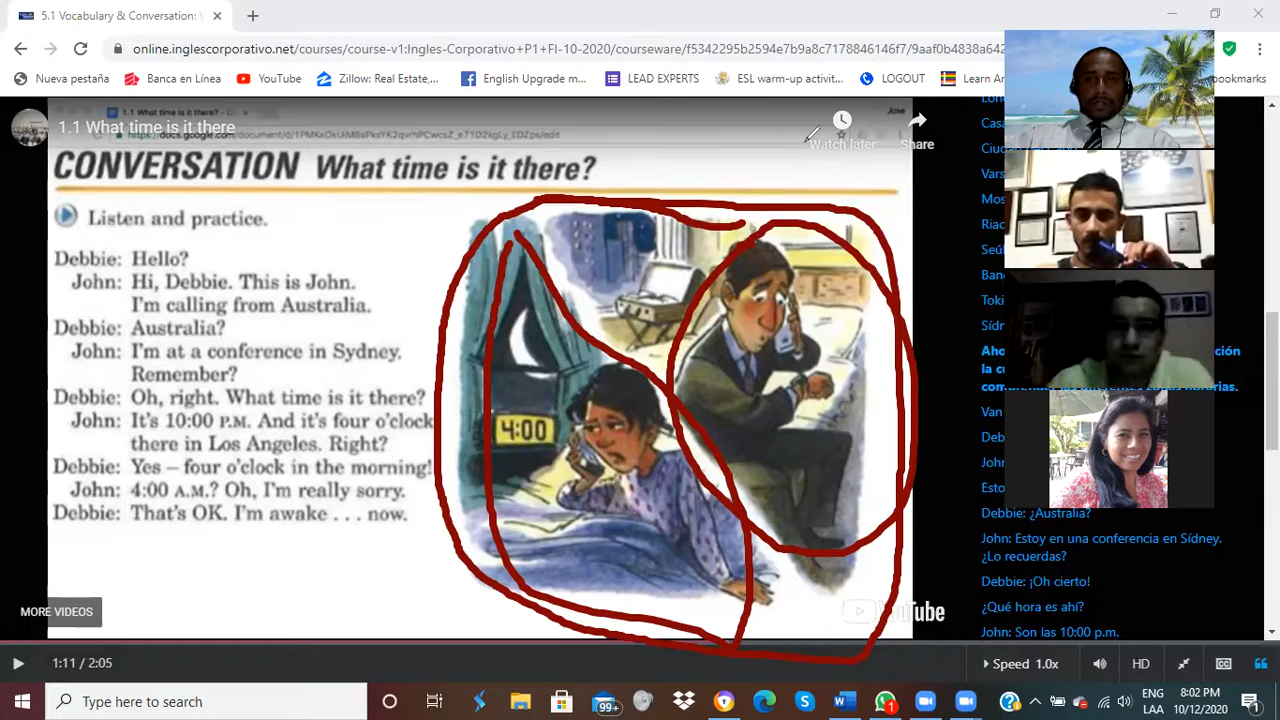 5.1 Vocabulary & Conversation:
online.inglescorporativo.net/courses/course-v1:Ingles-Corporativo+P1+FI-10-2020/courseware/f5342295b2594e7b9a8c7178846146f7/9aaf0b4838a642
Nueva pestaña
Banca en Línea
YouTube
Zillow: Real Estate,...
English Upgrade m...
LEAD EXPERTS
ESL warm-up activit...
LOGOUT
Learn
bookmarks
1.1 What time is it there
Jose
Watch later
Share
CONVERSATION What time is it there?
Listen and practice.
Debbie: Hello?
John: Hi, Debbie. This is John.
I'm calling from Australia.
Debbie: Australia?
John: I'm at a conference in Sydney.
Remember?
Debbie: Oh, right. What time is it there?
John: It's 10:00 P.M. And it's four o'clock
there in Los Angeles. Right?
Debbie: Yes – four o'clock in the morning!
John: 4:00 A.M.? Oh, I'm really sorry.
Debbie: That's OK. I'm awake . . . now.
4:00
MORE VIDEOS
YouTube
Debbie: ¿Australia?
John: Estoy en una conferencia en Sídney.
¿Lo recuerdas?
Debbie: ¡Oh cierto!
¿Qué hora es ahí?
John: Son las 10:00 p.m.
1:11 / 2:05
Speed 1.0x
HD
Type here to search
99+
1
ENG
LAA
8:02 PM
10/12/2020
1